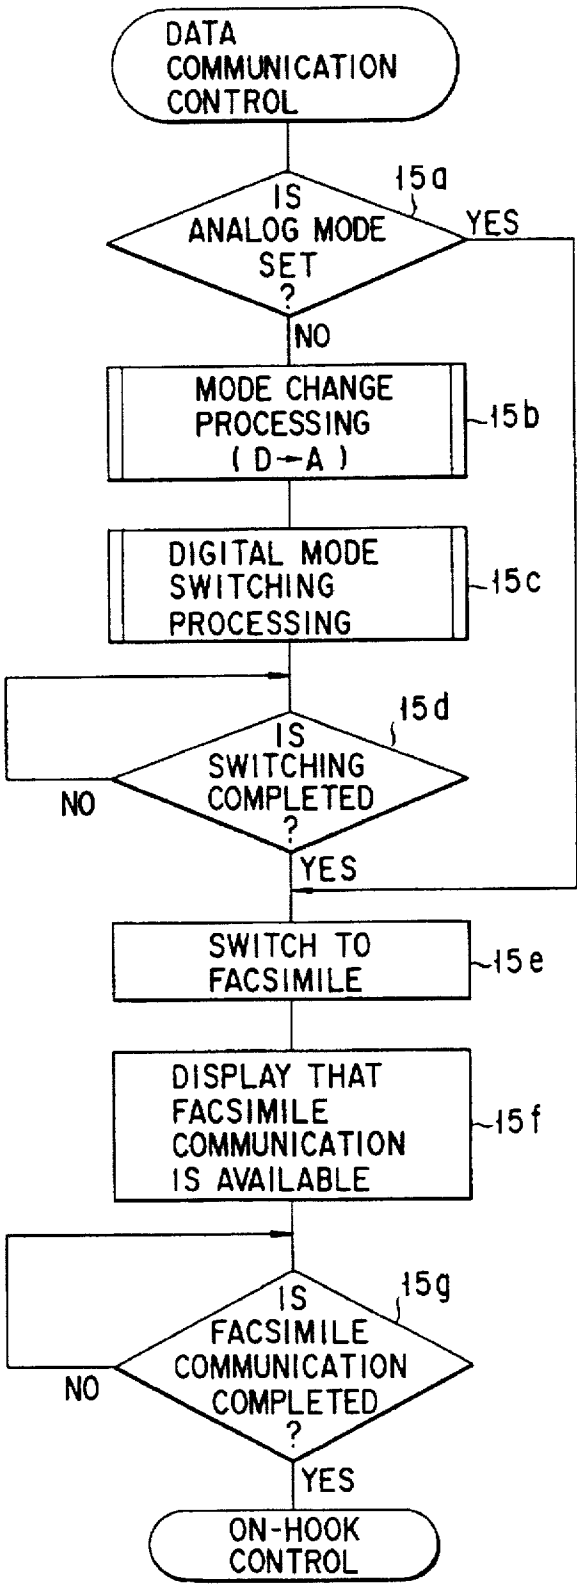 DATA
COMMUNICATION
CONTROL
15a
IS
ANALOG MODE
SET
?
YES
NO
MODE CHANGE
PROCESSING
(D→A)
15b
DIGITAL MODE
SWITCHING
PROCESSING
15c
15d
IS
SWITCHING
COMPLETED
?
NO
YES
SWITCH TO
FACSIMILE
15e
DISPLAY THAT
FACSIMILE
COMMUNICATION
IS AVAILABLE
15f
15g
IS
FACSIMILE
COMMUNICATION
COMPLETED
?
NO
YES
ON-HOOK
CONTROL